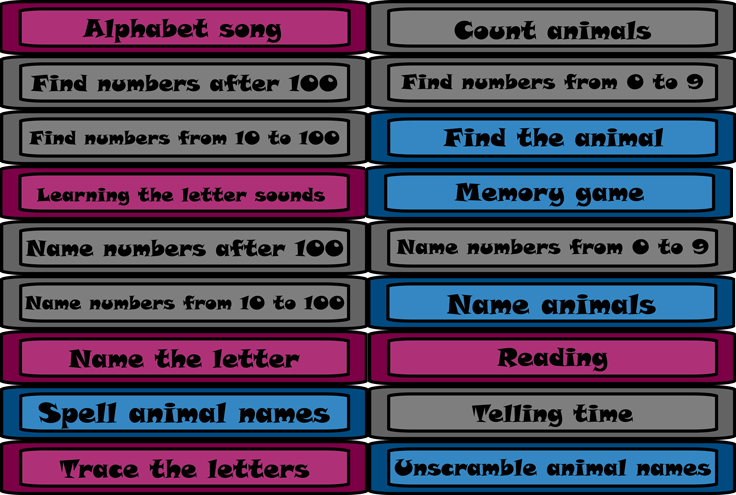 Alphabet song
Count animals
Find numbers after 100
Find numbers from 0 to 9
Find numbers from 10 to 100
Find the animal
Learning the letter sounds
Memory game
Name numbers after 100
Name numbers from 0 to 9
Name numbers from 10 to 100
Name animals
Name the letter
Reading
Spell animal names
Telling time
Trace the letters
Unscramble animal names